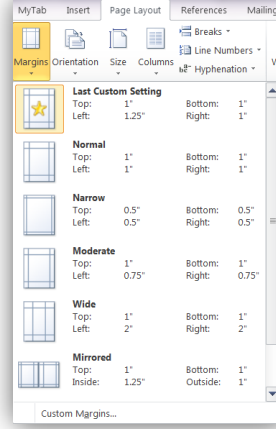 MyTab Insert Page Layout References Mailing
Breaks
Line Numbers
Margins Orientation Size Columns Hyphenation
Last Custom Setting
Top: 1" Bottom: 1"
Left: 1.25" Right: 1"
Normal
Top: 1" Bottom: 1"
Left: 1" Right: 1"
Narrow
Top: 0.5" Bottom: 0.5"
Left: 0.5" Right: 0.5"
Moderate
Top: 1" Bottom: 1"
Left: 0.75" Right: 0.75"
Wide
Top: 1" Bottom: 1"
Left: 2" Right: 2"
Mirrored
Top: 1" Bottom: 1"
Inside: 1.25" Outside: 1"
Custom Margins...